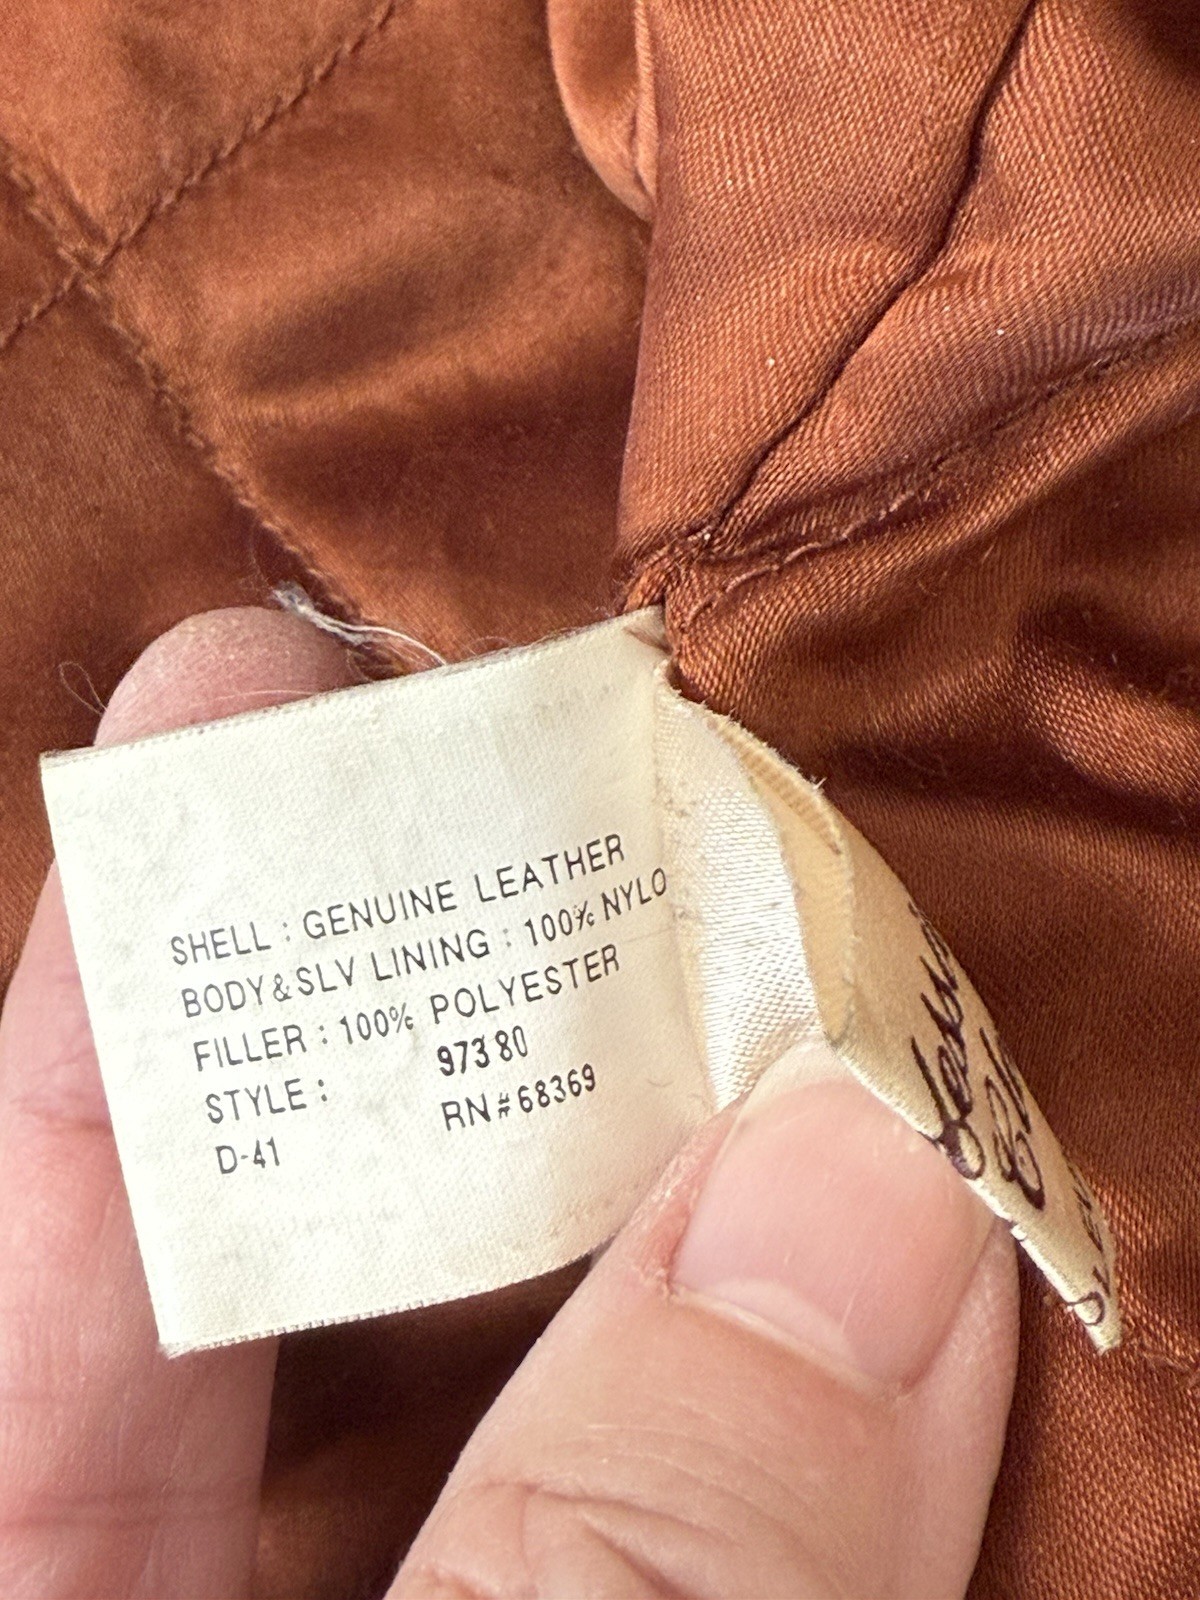 SHELL : GENUINE LEATHER
BODY & SLV LINING : 100% NYLO
FILLER : 100% POLYESTER
STYLE : 97380
D-41 RN#68369